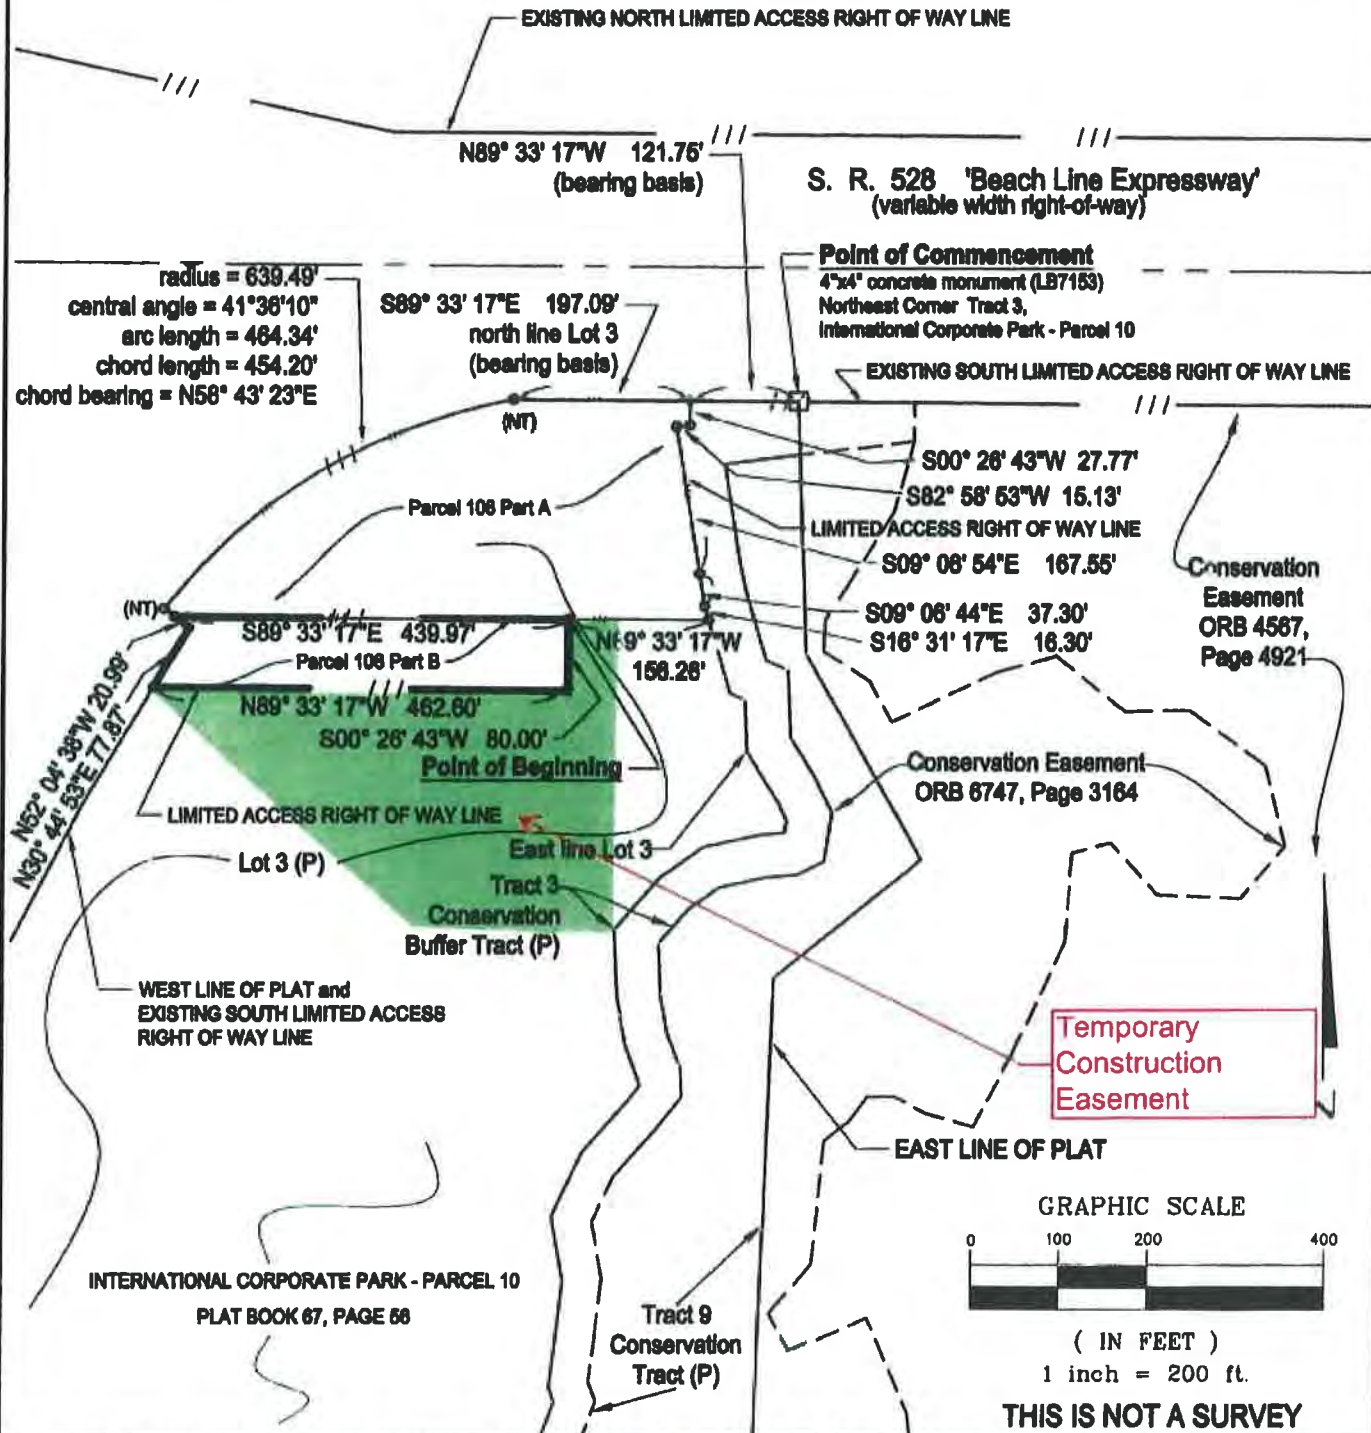 EXISTING NORTH LIMITED ACCESS RIGHT OF WAY LINE
N89° 33' 17"W 121.75'
(bearing basis)
S. R. 528 'Beach Line Expressway'
(variable width right-of-way)
Point of Commencement
4"x4" concrete monument (LB7153)
Northeast Corner Tract 3,
International Corporate Park - Parcel 10
radius = 639.49'
central angle = 41°36'10"
arc length = 464.34'
chord length = 454.20'
chord bearing = N58° 43' 23"E
S89° 33' 17"E 197.09'
north line Lot 3
(bearing basis)
EXISTING SOUTH LIMITED ACCESS RIGHT OF WAY LINE
(NT)
S00° 26' 43"W 27.77'
S82° 58' 53"W 15.13'
Parcel 106 Part A
LIMITED ACCESS RIGHT OF WAY LINE
S09° 06' 54"E 167.55'
Conservation
Easement
ORB 4567,
Page 4921
(NT)
S09° 06' 44"E 37.30'
S16° 31' 17"E 16.30'
S89° 33' 17"E 439.97'
N89° 33' 17"W
156.26'
Parcel 106 Part B
N89° 33' 17"W 462.60'
S00° 26' 43"W 80.00'
Point of Beginning
N62° 04' 38"W 20.99'
N30° 44' 53"E 77.87'
Conservation Easement
ORB 6747, Page 3164
LIMITED ACCESS RIGHT OF WAY LINE
East line Lot 3
Lot 3 (P)
Tract 3
Conservation
Buffer Tract (P)
WEST LINE OF PLAT and
EXISTING SOUTH LIMITED ACCESS
RIGHT OF WAY LINE
Temporary
Construction
Easement
N
EAST LINE OF PLAT
GRAPHIC SCALE
0 100 200 400
INTERNATIONAL CORPORATE PARK - PARCEL 10
PLAT BOOK 67, PAGE 56
Tract 9
Conservation
Tract (P)
( IN FEET )
1 inch = 200 ft.
THIS IS NOT A SURVEY